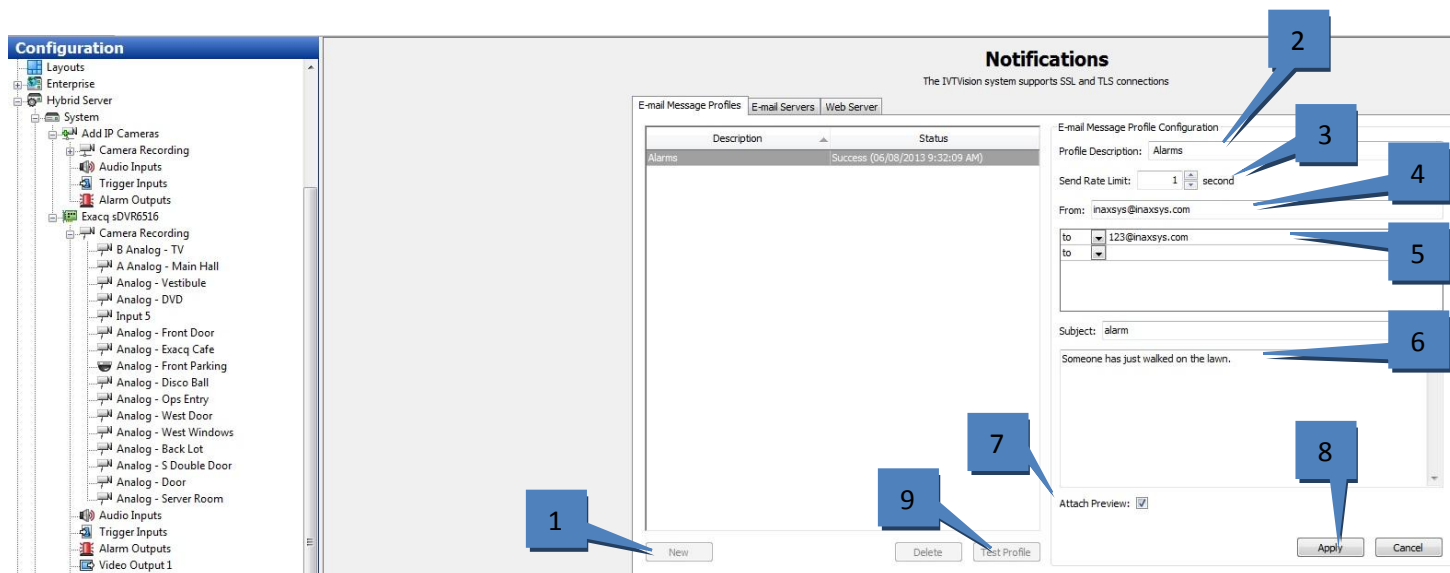 Configuration
Layouts
Enterprise
Hybrid Server
System
Add IP Cameras
Camera Recording
Audio Inputs
Trigger Inputs
Alarm Outputs
Exacq sDVR6516
Camera Recording
B Analog - TV
A Analog - Main Hall
Analog - Vestibule
Analog - DVD
Input 5
Analog - Front Door
Analog - Exacq Cafe
Analog - Front Parking
Analog - Disco Ball
Analog - Ops Entry
Analog - West Door
Analog - West Windows
Analog - Back Lot
Analog - S Double Door
Analog - Door
Analog - Server Room
Audio Inputs
Trigger Inputs
Alarm Outputs
Video Output 1
Notifications
The IVTVision system supports SSL and TLS connections
E-mail Message Profiles E-mail Servers Web Server
Description Status
Alarms Success (06/08/2013 9:32:09 AM)
New Delete Test Profile
E-mail Message Profile Configuration
Profile Description: Alarms
Send Rate Limit: 1 second
From: inaxsys@inaxsys.com
to 123@inaxsys.com
to
Subject: alarm
Someone has just walked on the lawn.
Attach Preview:
Apply Cancel
1
2
3
4
5
6
7
8
9